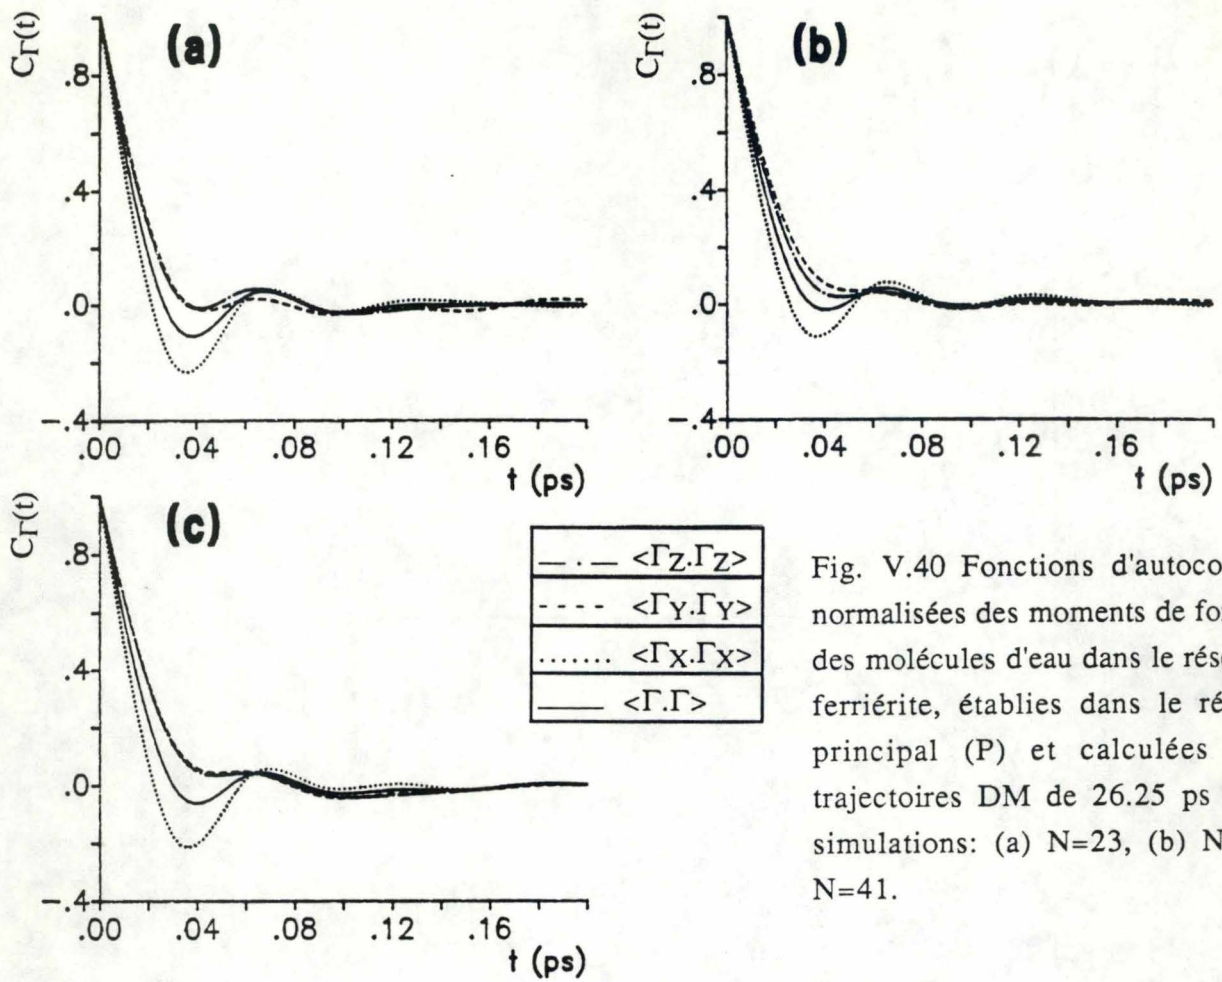 CΓ(t)
(a)
.8
.4
.0
-.4
.00 .04 .08 .12 .16
t (ps)
CΓ(t)
(b)
.8
.4
.0
-.4
.00 .04 .08 .12 .16
t (ps)
CΓ(t)
(c)
.8
.4
.0
-.4
.00 .04 .08 .12 .16
t (ps)
<ΓZ.ΓZ>
<ΓY.ΓY>
<ΓX.ΓX>
<Γ.Γ>
Fig. V.40 Fonctions d'autoco
normalisées des moments de fo
des molécules d'eau dans le rés
ferriérite, établies dans le ré
principal (P) et calculées
trajectoires DM de 26.25 ps
simulations: (a) N=23, (b) N
N=41.